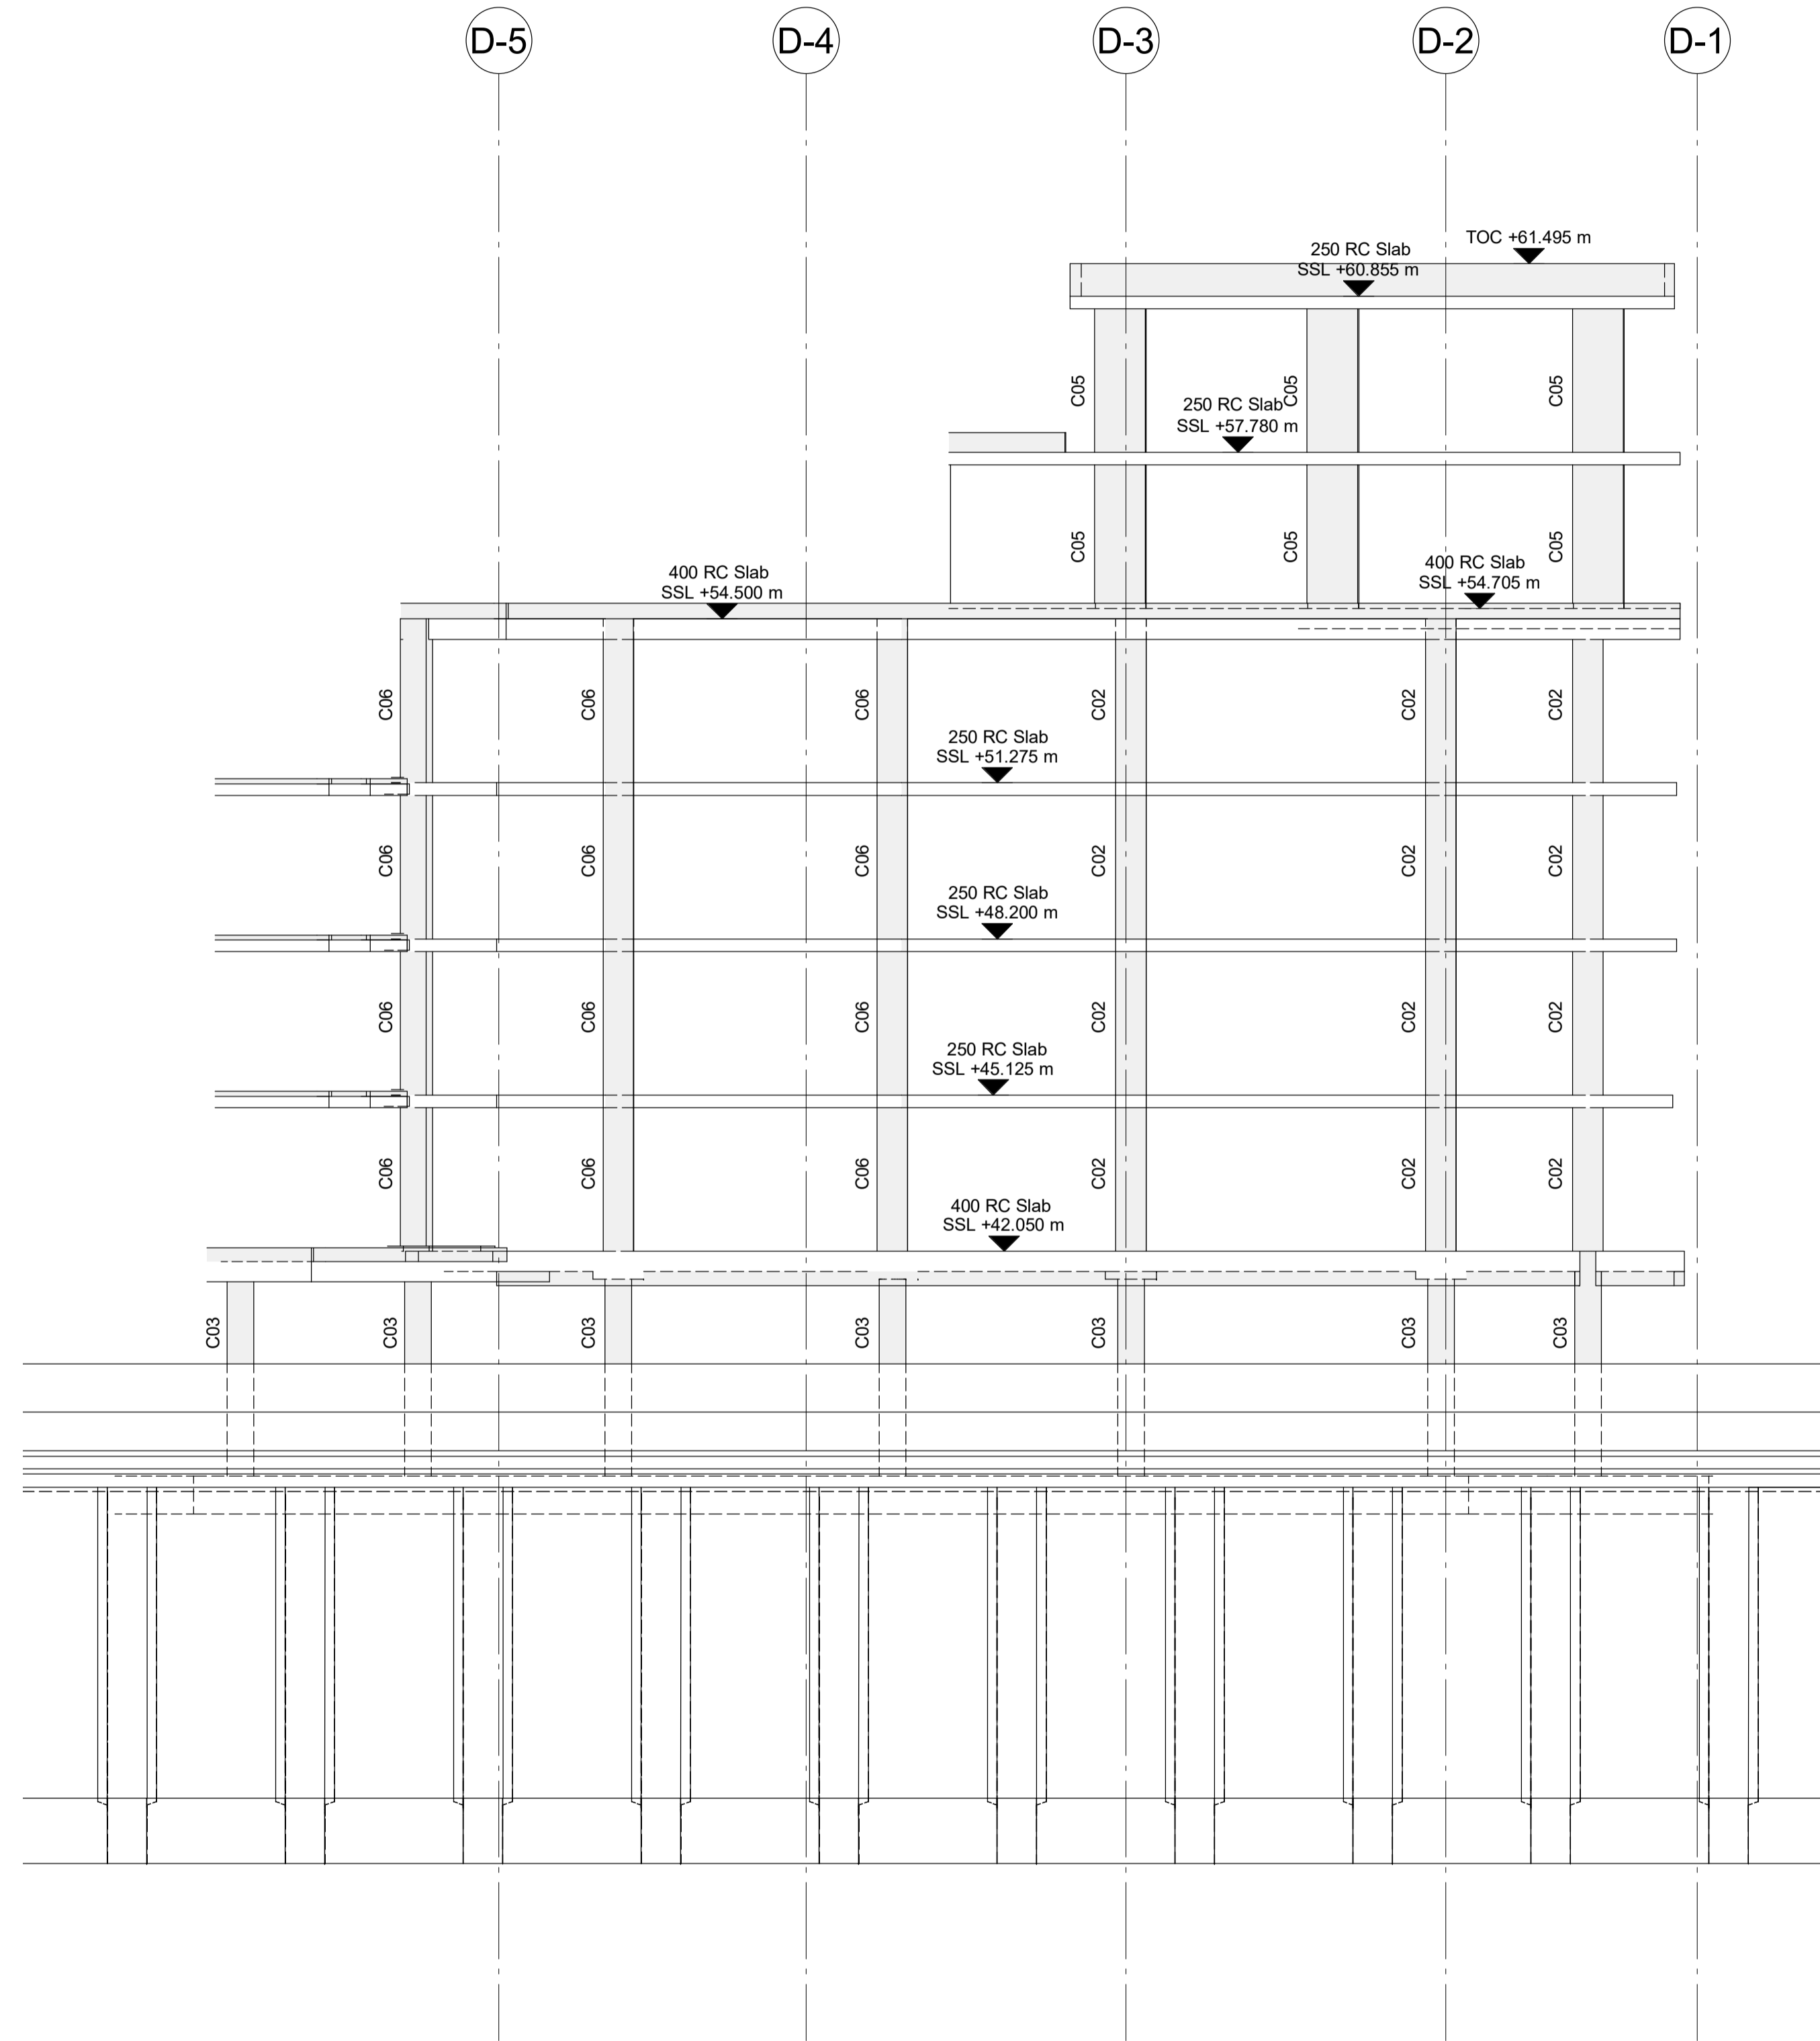 D-5
D-4
D-3
D-2
D-1
TOC +61.495 m
250 RC Slab
SSL +60.855 m
C05
C05
C05
250 RC Slab
SSL +57.780 m
C05
C05
C05
400 RC Slab
SSL +54.500 m
400 RC Slab
SSL +54.705 m
C06
C06
C06
C02
C02
C02
250 RC Slab
SSL +51.275 m
C06
C06
C06
C02
C02
C02
250 RC Slab
SSL +48.200 m
C06
C06
C06
C02
C02
C02
250 RC Slab
SSL +45.125 m
C06
C06
C06
C02
C02
C02
400 RC Slab
SSL +42.050 m
C03
C03
C03
C03
C03
C03
C03